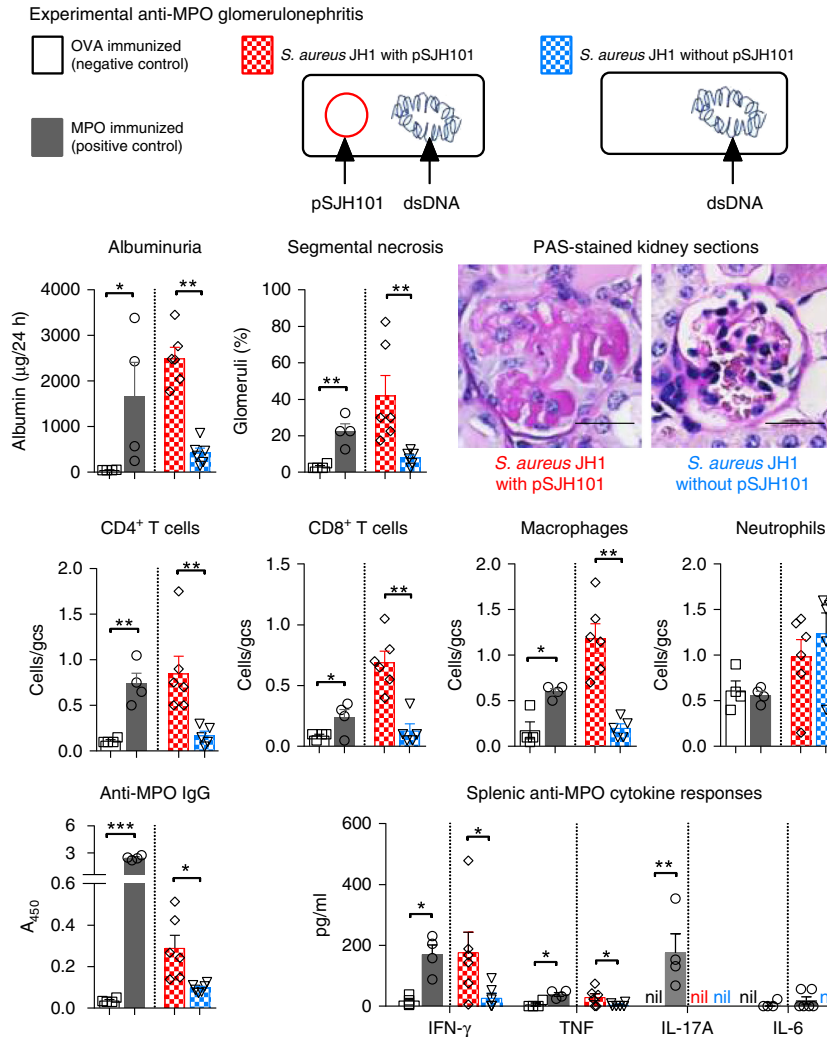 Experimental anti-MPO glomerulonephritis
OVA immunized
(negative control)
S. aureus JH1 with pSJH101
S. aureus JH1 without pSJH101
MPO immunized
(positive control)
pSJH101
dsDNA
dsDNA
Albuminuria
Segmental necrosis
PAS-stained kidney sections
Albumin (µg/24 h)
4000
3000
2000
1000
0
*
**
Glomeruli (%)
100
80
60
40
20
0
**
**
S. aureus JH1
with pSJH101
S. aureus JH1
without pSJH101
CD4+ T cells
CD8+ T cells
Macrophages
Neutrophils
Cells/gcs
2.0
1.5
1.0
0.5
0.0
**
**
Cells/gcs
1.5
1.0
0.5
0.0
*
**
Cells/gcs
2.0
1.5
1.0
0.5
0.0
*
**
Cells/gcs
2.0
1.5
1.0
0.5
0.0
Anti-MPO IgG
Splenic anti-MPO cytokine responses
A450
6
3
0.6
0.4
0.2
0.0
***
*
pg/ml
600
400
200
0
*
*
*
*
**
nil
nil nil
nil
IFN-γ
TNF
IL-17A
IL-6